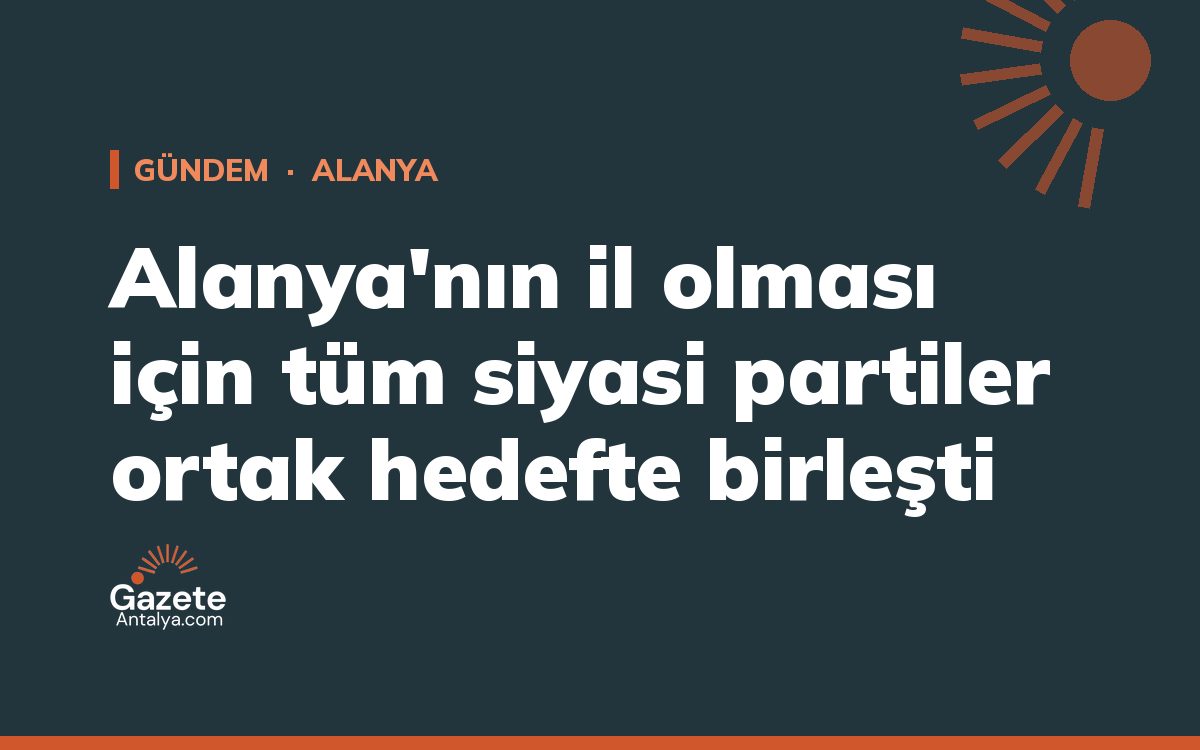 GÜNDEM · ALANYA
Alanya'nın il olması
için tüm siyasi partiler
ortak hedefte birleşti
Gazete
Antalya.com